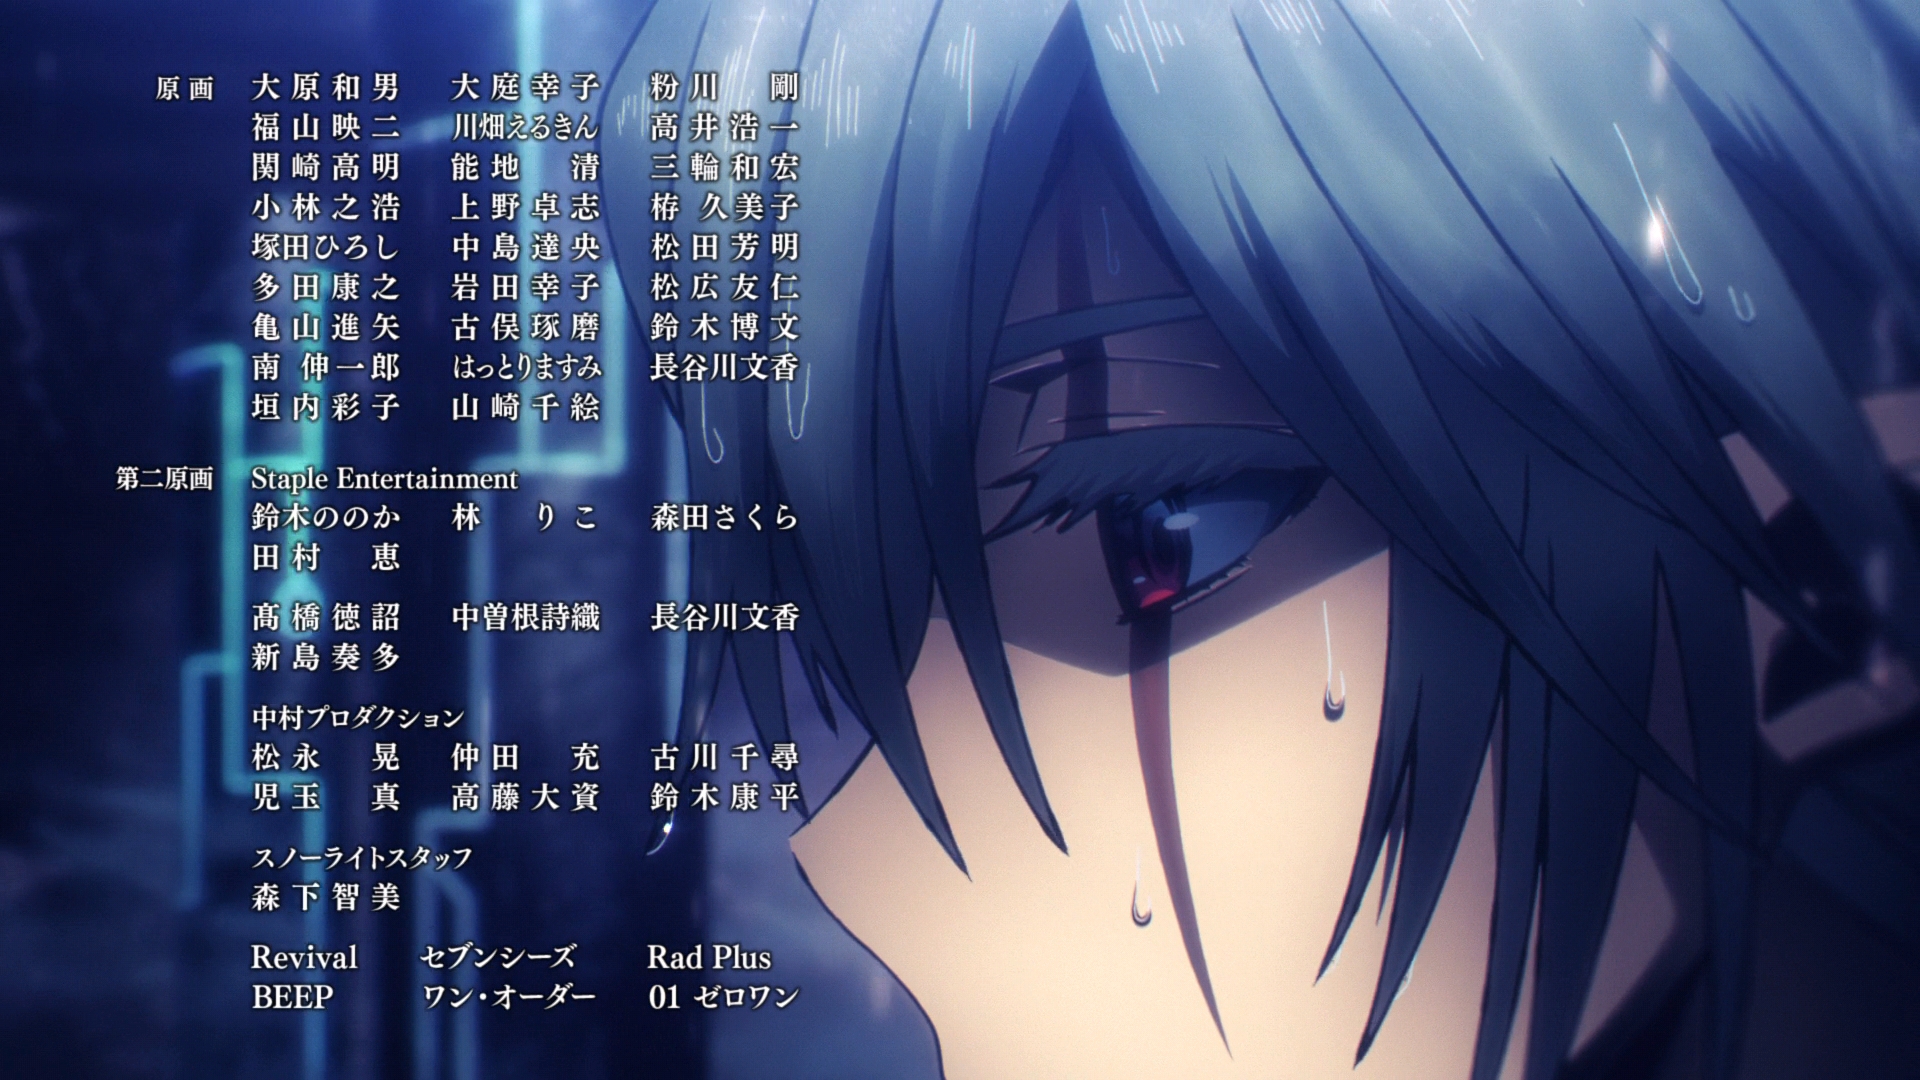 原画 大原和男 大庭幸子 粉川 剛
福山映二 川畑えるきん 高井浩一
関崎高明 能地 清 三輪和宏
小林之浩 上野卓志 栫 久美子
塚田ひろし 中島達央 松田芳明
多田康之 岩田幸子 松広友仁
亀山進矢 古俣琢磨 鈴木博文
南 伸一郎 はっとりますみ 長谷川文香
垣内彩子 山崎千絵
第二原画 Staple Entertainment
鈴木ののか 林 りこ 森田さくら
田村 恵
髙橋徳詔 中曽根詩織 長谷川文香
新島奏多
中村プロダクション
松永 晃 仲田 充 古川千尋
児玉 真 高藤大資 鈴木康平
スノーライトスタッフ
森下智美
Revival セブンシーズ Rad Plus
BEEP ワン・オーダー 01 ゼロワン